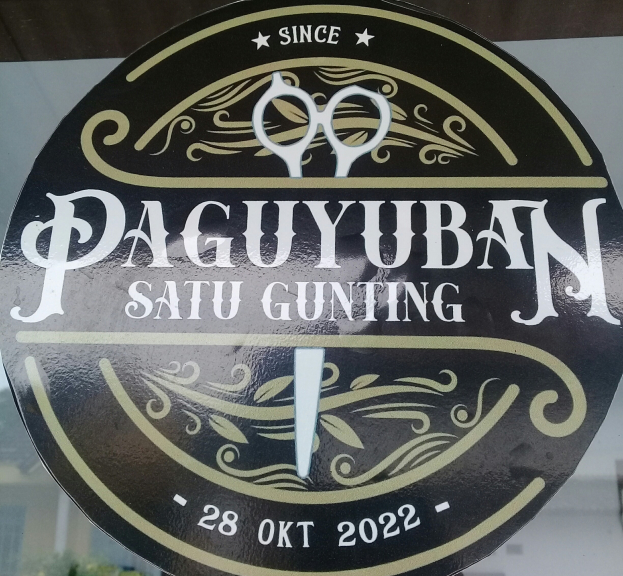 SINCE
PAGUYUBAN
SATU GUNTING
- 28 OKT 2022 -